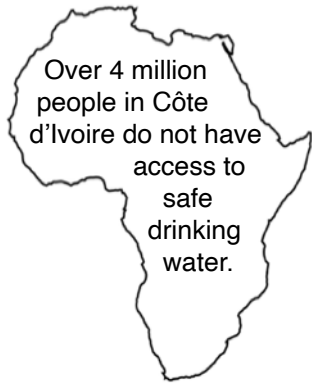 Over 4 million
people in Côte
d'Ivoire do not have
access to
safe
drinking
water.